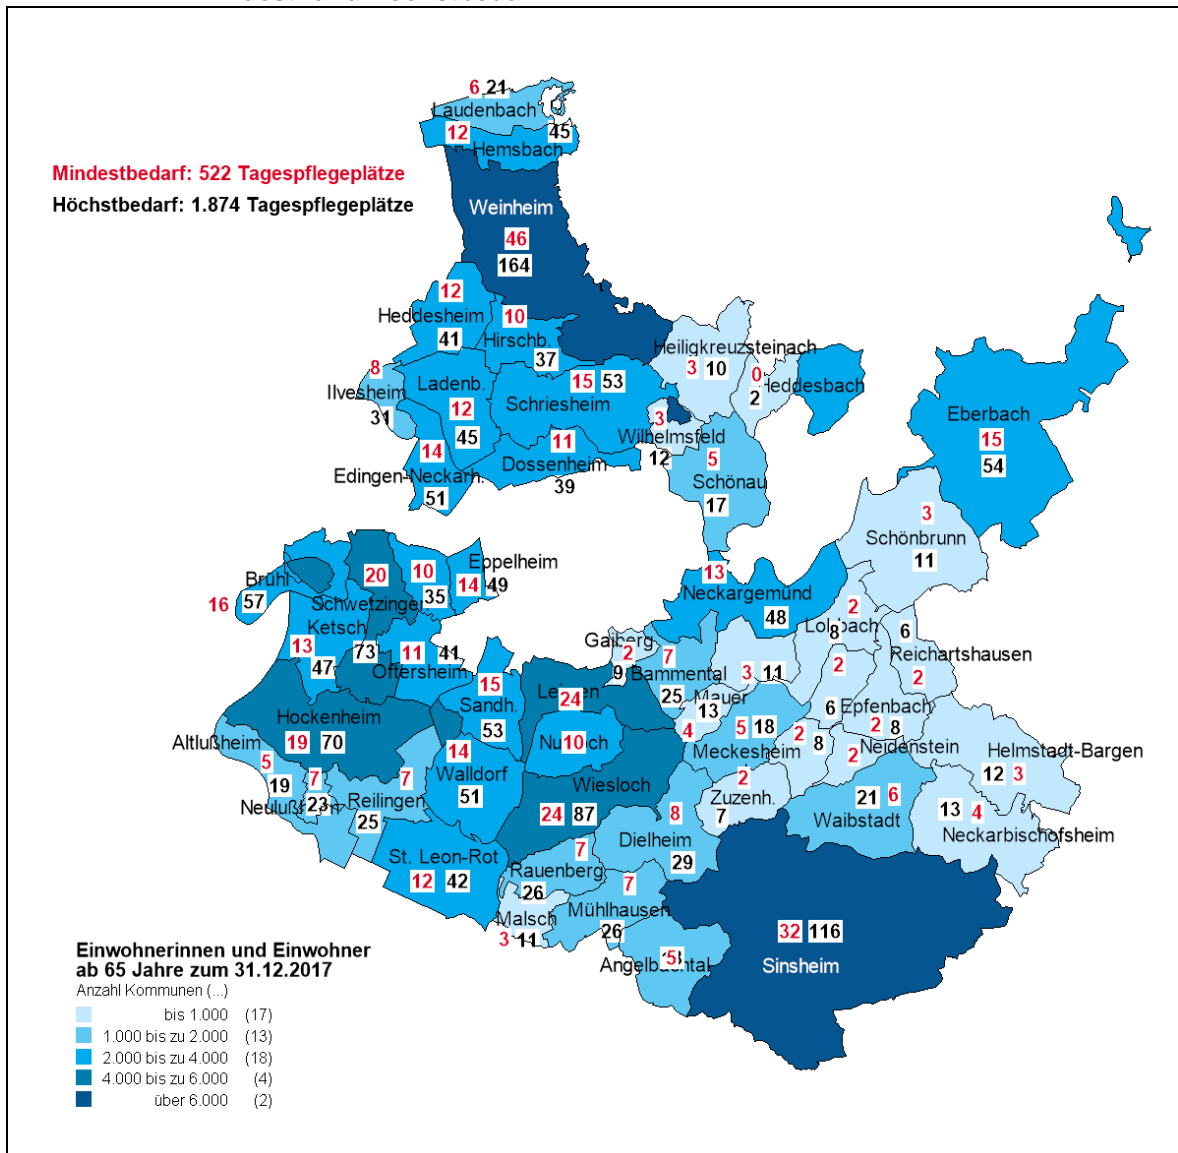 6 21
Laudenbach
12 45
Hemsbach
Mindestbedarf: 522 Tagespflegeplätze
Höchstbedarf: 1.874 Tagespflegeplätze
Weinheim
46
164
12
Heddesheim
41
10
Hirschb.
37
Heiligkreuzsteinach
3 10
0
2
Heddesbach
8
Ilvesheim
31
Ladenb.
12
45
15 53
Schriesheim
3
Wilhelmsfeld
12
Eberbach
15
54
14
Edingen-Neckarh.
51
11
Dossenheim
39
5
Schönau
17
3
Schönbrunn
11
Brühl
16 57
20
Schwetzingen
73
10
35
Eppelheim
14 49
13
Neckargemünd
48
Ketsch
13
47
11 41
Oftersheim
Gaiberg
2
9
7
Bammental
25
3 11
2
Lobbach
8
6
Reichartshausen
2
2
6
Epfenbach
2 8
15
Sandh.
53
Leimen
24
10
Mauer
13
4
5 18
Meckesheim
2
8
Neidenstein
2
Helmstadt-Bargen
12 3
Hockenheim
19 70
Altlußheim
5
19
7
Neulußheim
23
7
Reilingen
25
14
Walldorf
51
Wiesloch
24 87
2
Zuzenh.
7
21 6
Waibstadt
13 4
Neckarbischofsheim
8
Dielheim
29
St. Leon-Rot
12 42
7
Rauenberg
26
7
Mühlhausen
26
Malsch
3 11
5
Angelbachtal
32 116
Sinsheim
Einwohnerinnen und Einwohner
ab 65 Jahre zum 31.12.2017
Anzahl Kommunen (...)
bis 1.000 (17)
1.000 bis zu 2.000 (13)
2.000 bis zu 4.000 (18)
4.000 bis zu 6.000 (4)
über 6.000 (2)